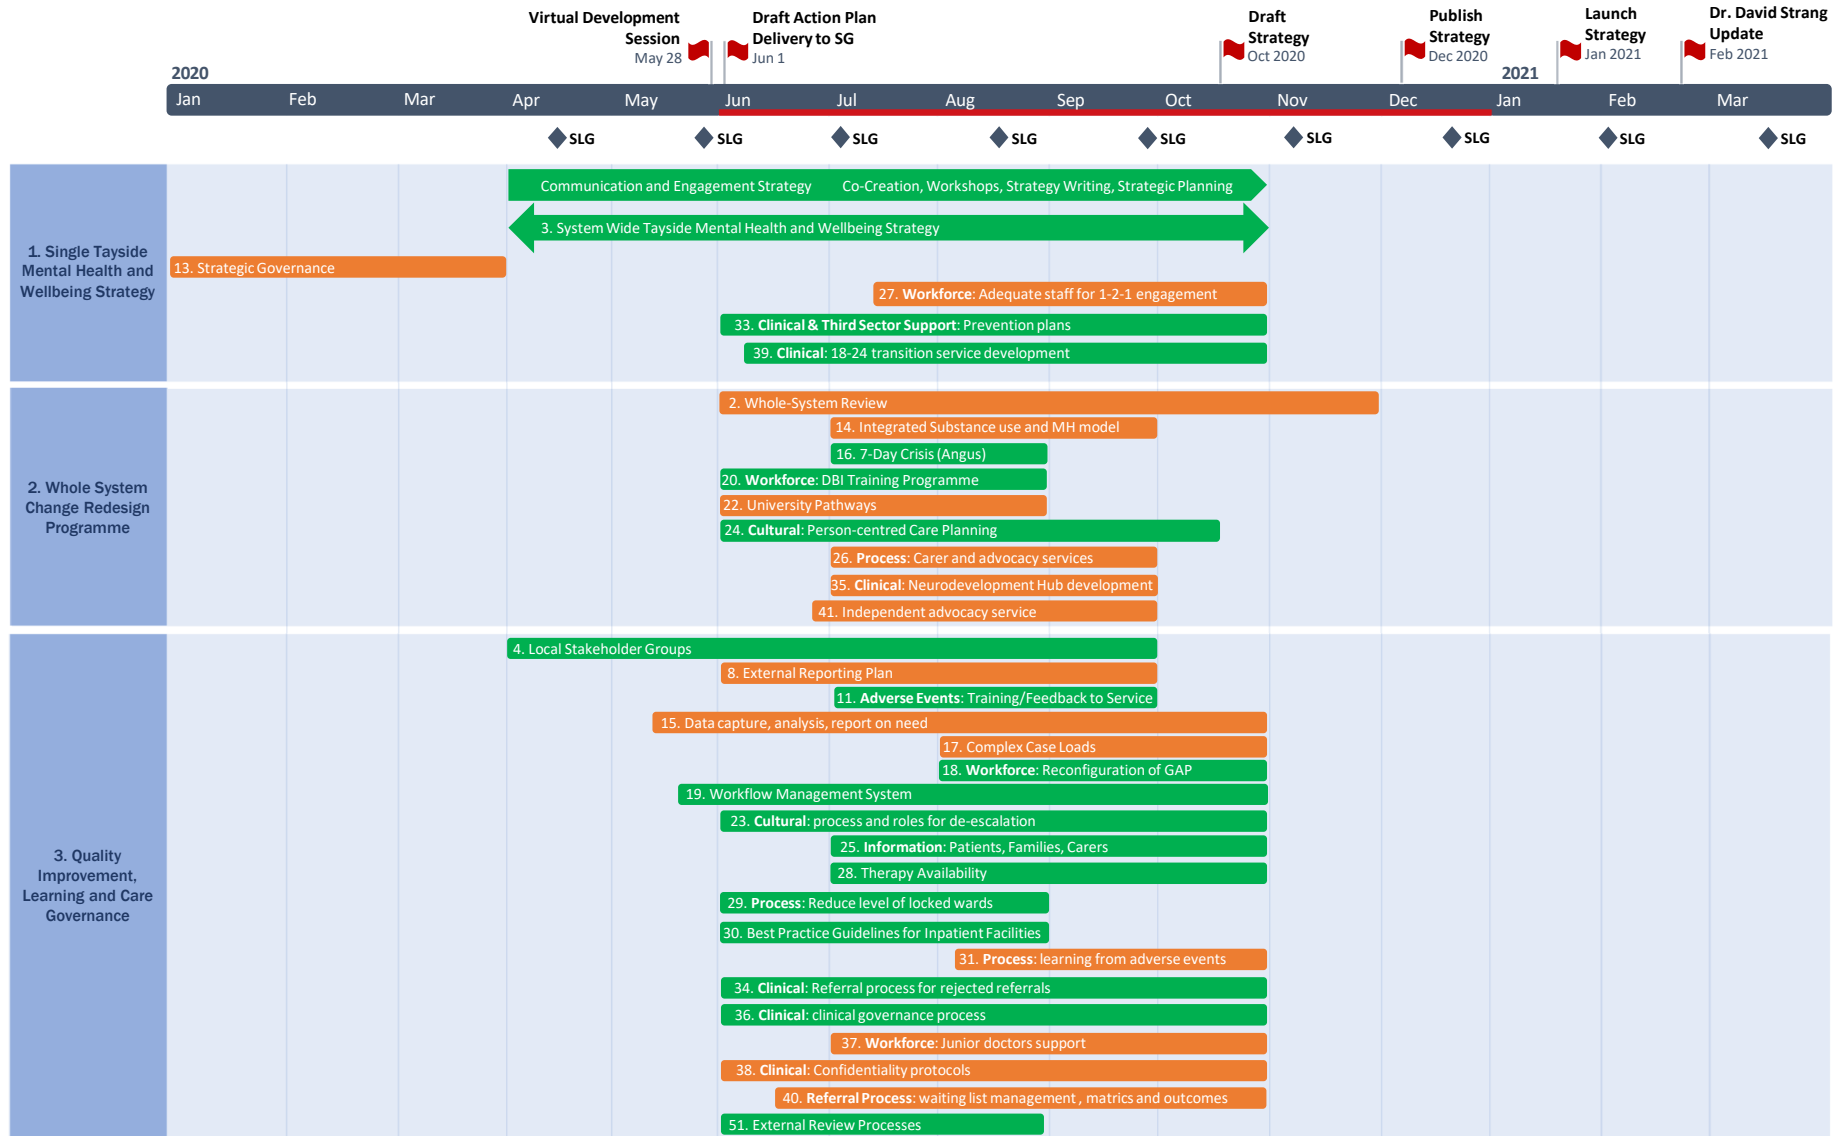 Virtual Development
Session
May 28
Draft Action Plan
Delivery to SG
Jun 1
Draft
Strategy
Oct 2020
Publish
Strategy
Dec 2020
Launch
Strategy
Jan 2021
Dr. David Strang
Update
Feb 2021
2020
2021
Jan Feb Mar Apr May Jun Jul Aug Sep Oct Nov Dec Jan Feb Mar
SLG SLG SLG SLG SLG SLG SLG SLG SLG
1. Single Tayside
Mental Health and
Wellbeing Strategy
Communication and Engagement Strategy Co-Creation, Workshops, Strategy Writing, Strategic Planning
3. System Wide Tayside Mental Health and Wellbeing Strategy
13. Strategic Governance
27. Workforce: Adequate staff for 1-2-1 engagement
33. Clinical & Third Sector Support: Prevention plans
39. Clinical: 18-24 transition service development
2. Whole System
Change Redesign
Programme
2. Whole-System Review
14. Integrated Substance use and MH model
16. 7-Day Crisis (Angus)
20. Workforce: DBI Training Programme
22. University Pathways
24. Cultural: Person-centred Care Planning
26. Process: Carer and advocacy services
35. Clinical: Neurodevelopment Hub development
41. Independent advocacy service
3. Quality
Improvement,
Learning and Care
Governance
4. Local Stakeholder Groups
8. External Reporting Plan
11. Adverse Events: Training/Feedback to Service
15. Data capture, analysis, report on need
17. Complex Case Loads
18. Workforce: Reconfiguration of GAP
19. Workflow Management System
23. Cultural: process and roles for de-escalation
25. Information: Patients, Families, Carers
28. Therapy Availability
29. Process: Reduce level of locked wards
30. Best Practice Guidelines for Inpatient Facilities
31. Process: learning from adverse events
34. Clinical: Referral process for rejected referrals
36. Clinical: clinical governance process
37. Workforce: Junior doctors support
38. Clinical: Confidentiality protocols
40. Referral Process: waiting list management , matrics and outcomes
51. External Review Processes